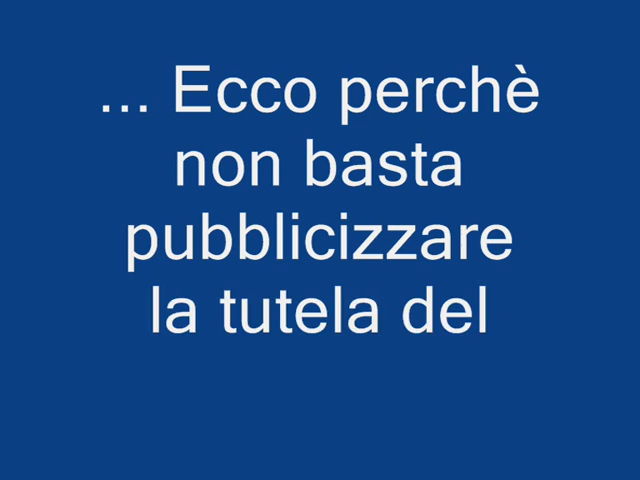 ... Ecco perchè
non basta
pubblicizzare
la tutela del